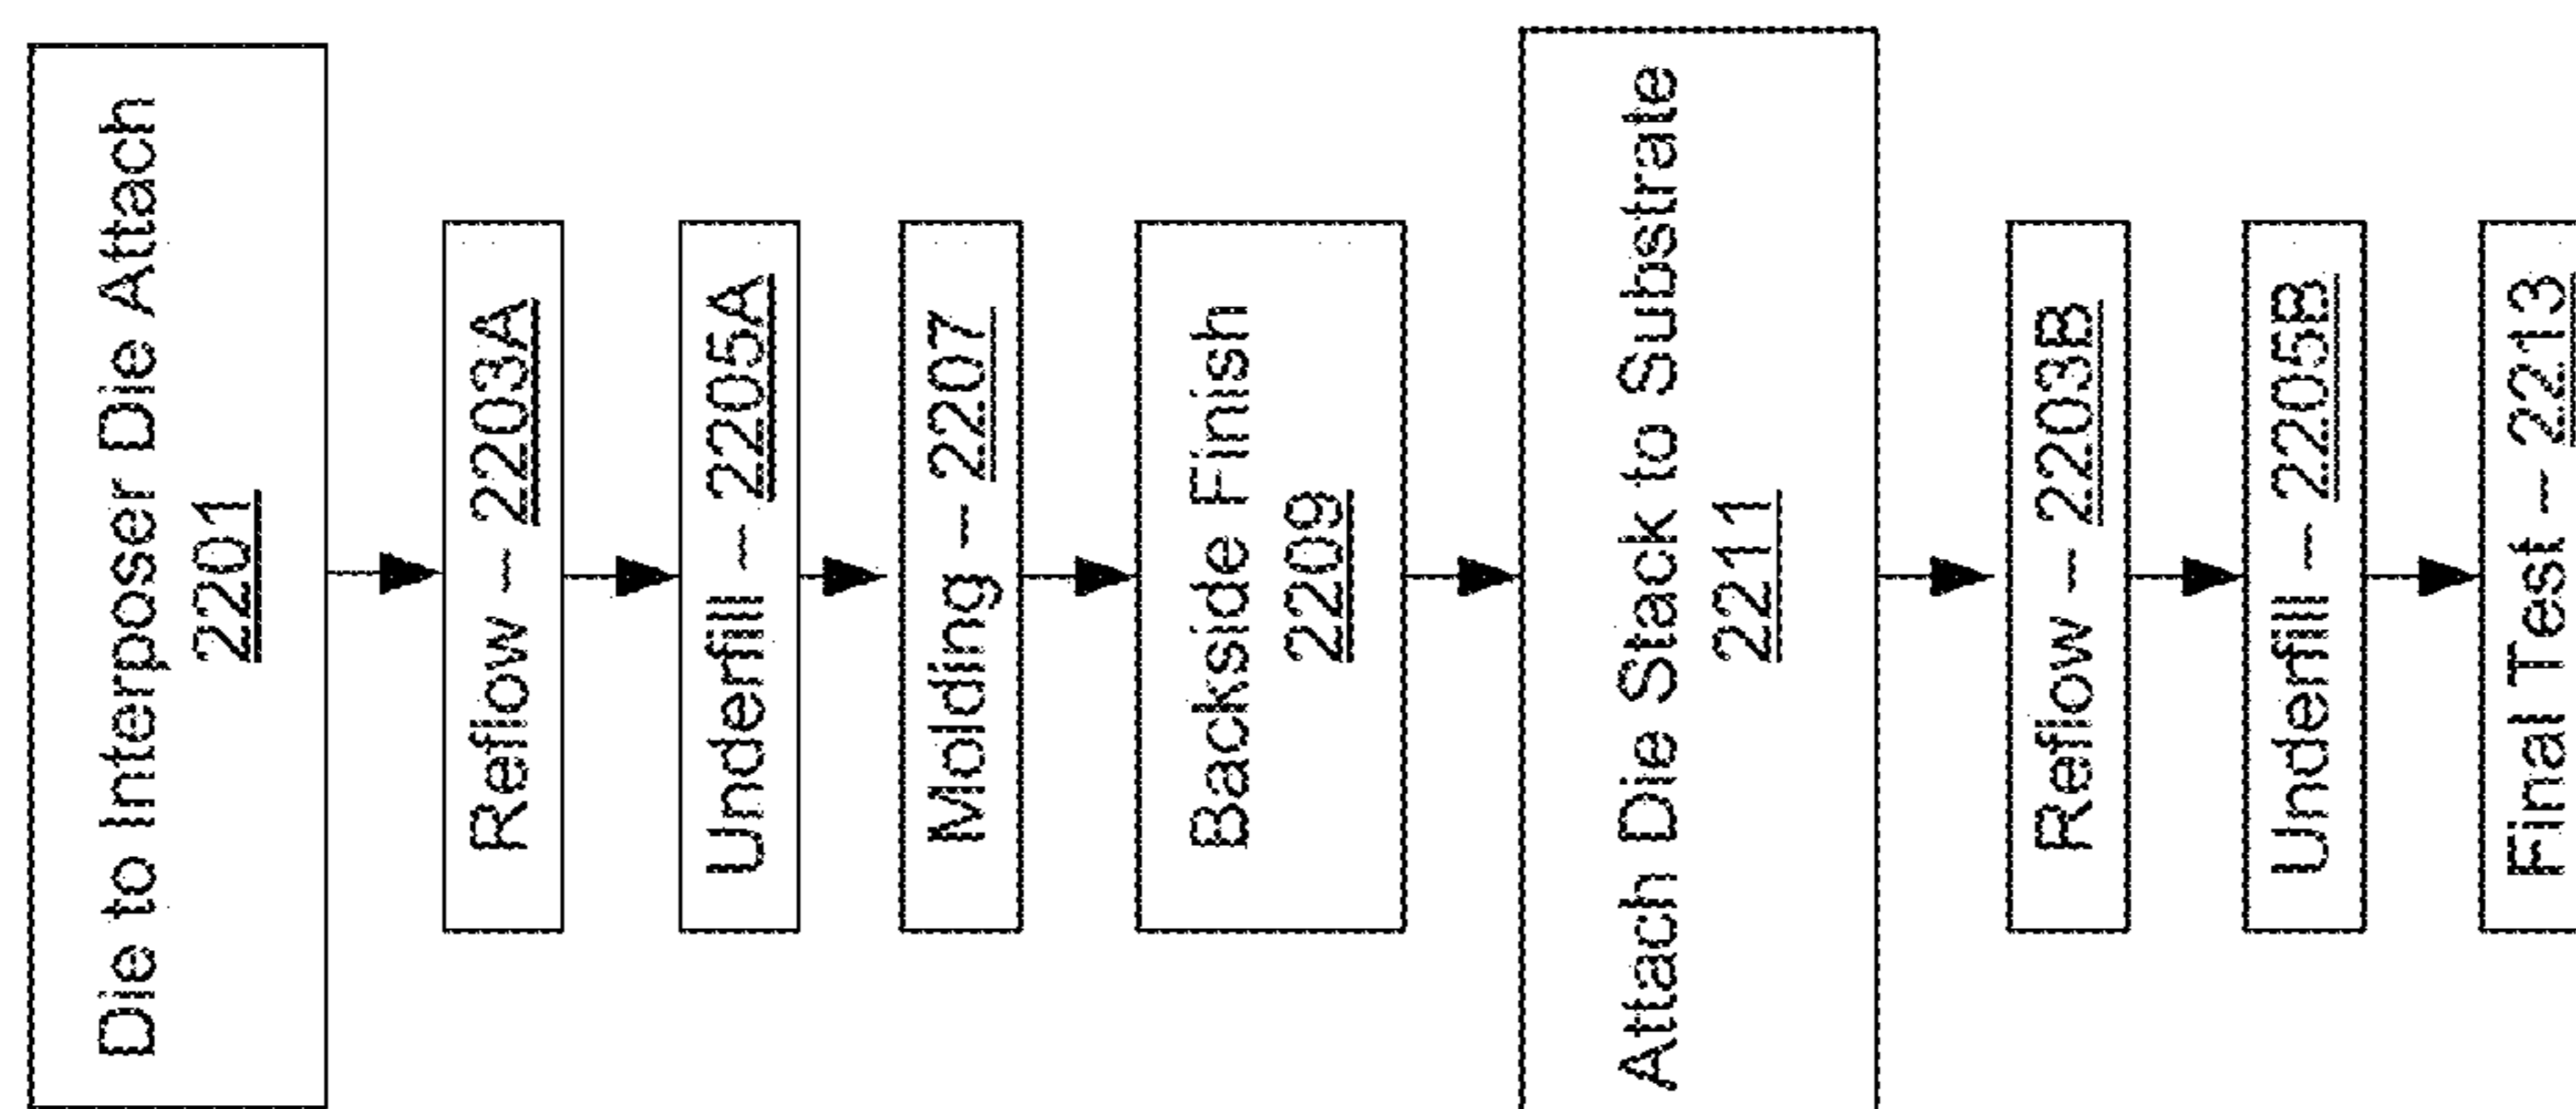 Die to Interposer Die Attach
2201
Reflow – 2203A
Underfill – 2205A
Molding – 2207
Backside Finish
2209
Attach Die Stack to Substrate
2211
Reflow – 2203B
Underfill – 2205B
Final Test – 2213